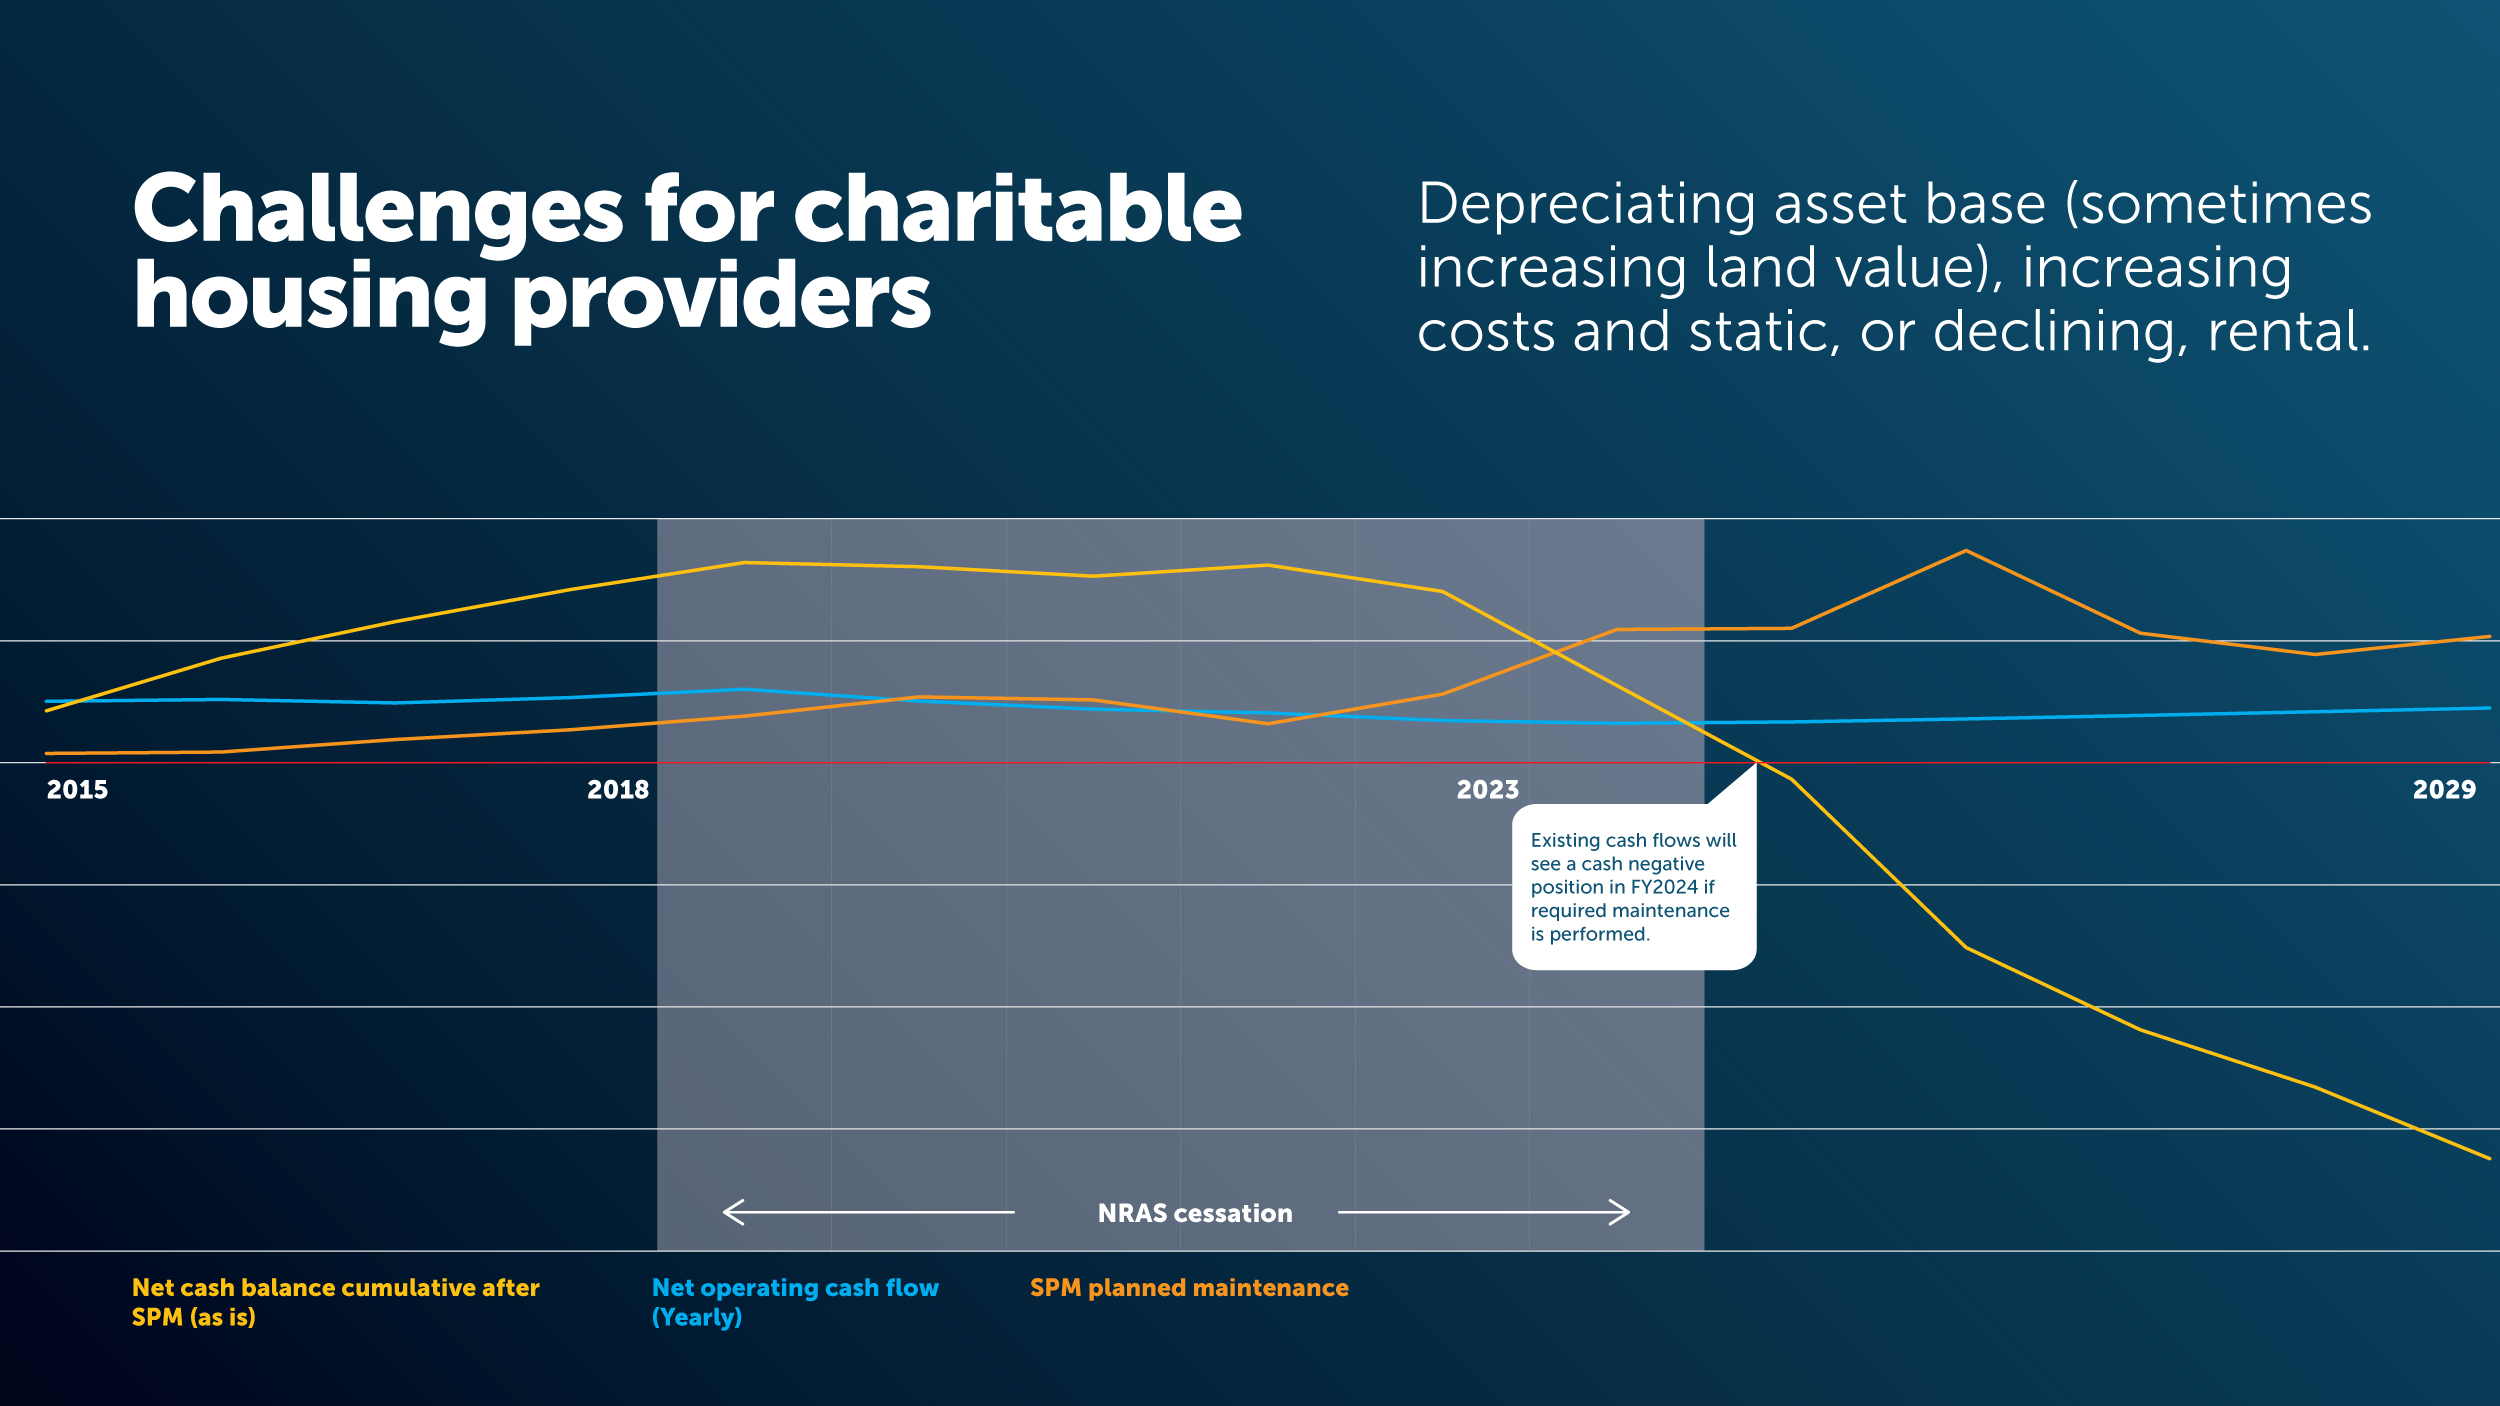 Challenges for charitable
housing providers
Depreciating asset base (sometimes
increasing land value), increasing
costs and static, or declining, rental.
2015
2018
2023
2029
Existing cash flows will
see a cash negative
position in FY2024 if
required maintenance
is performed.
NRAS cessation
Net cash balance cumulative after
SPM (as is)
Net operating cash flow
(Yearly)
SPM planned maintenance